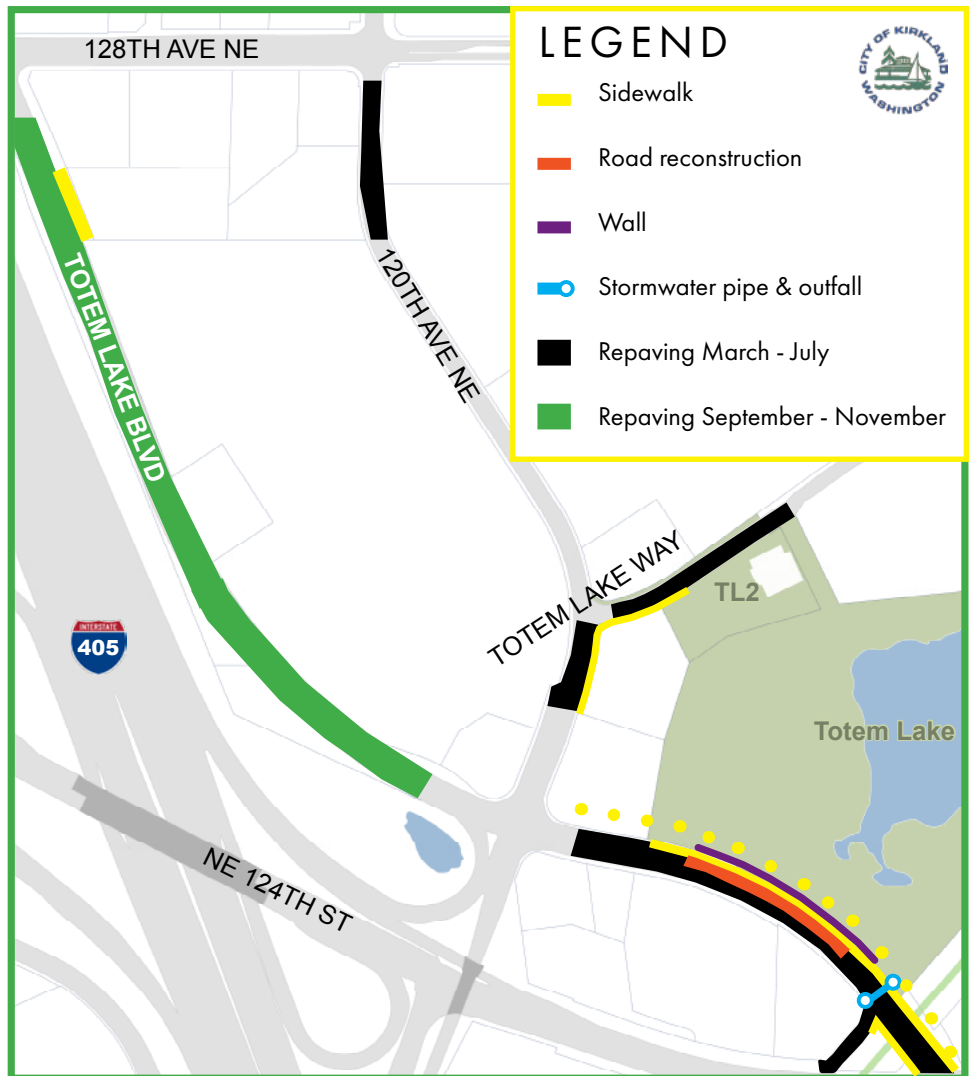 128TH AVE NE
LEGEND
CITY OF KIRKLAND
WASHINGTON
Sidewalk
Road reconstruction
Wall
Stormwater pipe & outfall
Repaving March - July
Repaving September - November
120TH AVE NE
TOTEM LAKE BLVD
TOTEM LAKE WAY
TL2
INTERSTATE
405
Totem Lake
NE 124TH ST